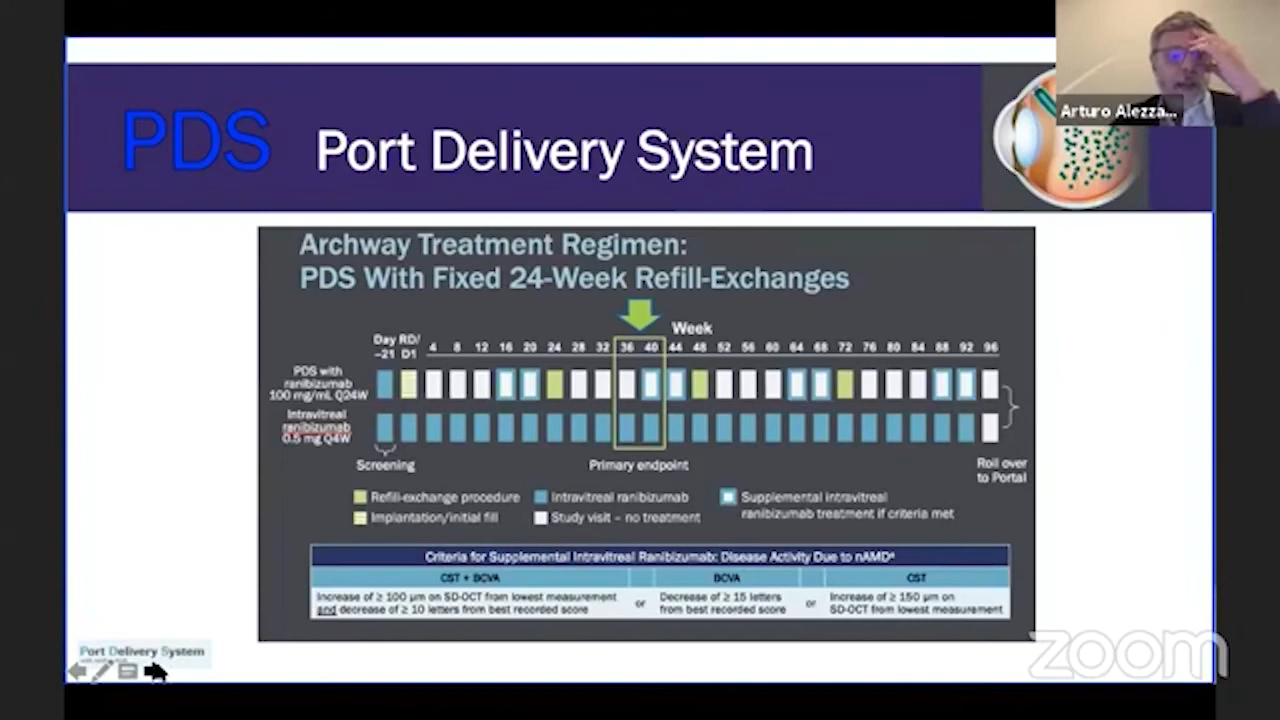 PDS Port Delivery System
Arturo Alezza...
Archway Treatment Regimen:
PDS With Fixed 24-Week Refill-Exchanges
Week
Day -21 RD/D1 4 8 12 16 20 24 28 32 36 40 44 48 52 56 60 64 68 72 76 80 84 88 92 96
PDS with
ranibizumab
100 mg/mL Q24W
Intravitreal
ranibizumab
0.5 mg Q4W
Screening
Primary endpoint
Roll over
to Portal
Refill-exchange procedure
Intravitreal ranibizumab
Supplemental intravitreal
ranibizumab treatment if criteria met
Implantation/initial fill
Study visit – no treatment
Criteria for Supplemental Intravitreal Ranibizumab: Disease Activity Due to nAMDᵃ
CST + BCVA
BCVA
CST
Increase of ≥ 100 μm on SD-OCT from lowest measurement
and decrease of ≥ 10 letters from best recorded score
or
Decrease of ≥ 15 letters
from best recorded score
or
Increase of ≥ 150 μm on
SD-OCT from lowest measurement
Port Delivery System
zoom